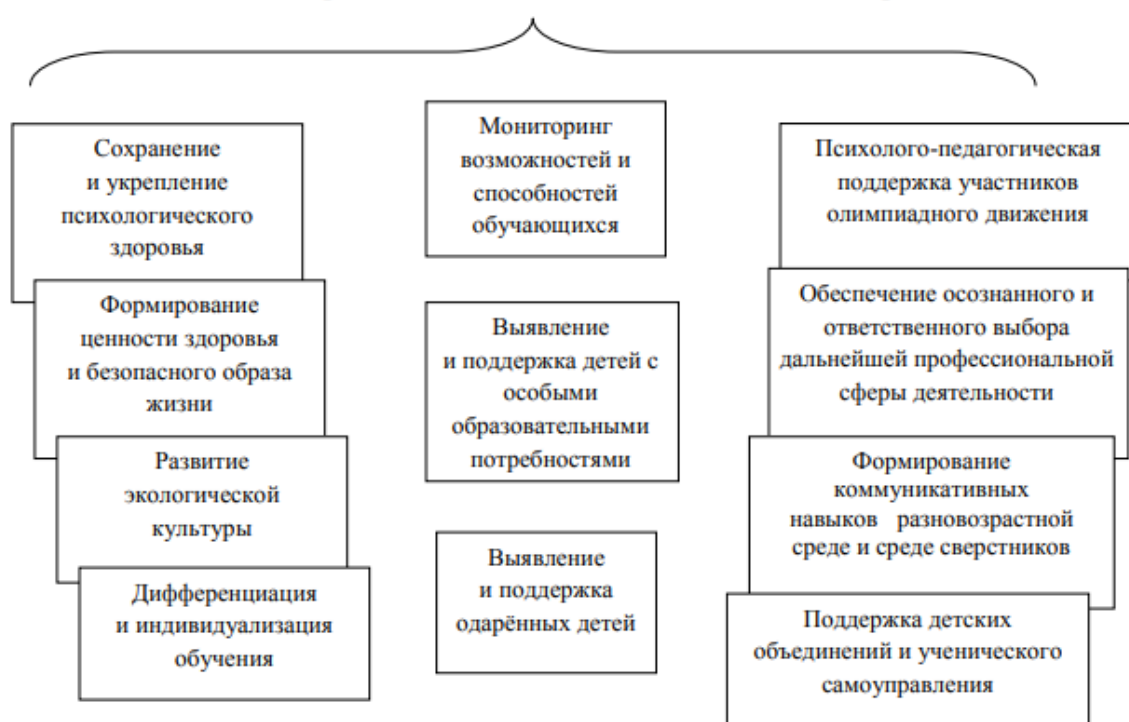 Сохранение
и укрепление
психологического
здоровья
Формирование
ценности здоровья
и безопасного образа
жизни
Развитие
экологической
культуры
Дифференциация
и индивидуализация
обучения
Мониторинг
возможностей и
способностей
обучающихся
Выявление
и поддержка детей с
особыми
образовательными
потребностями
Выявление
и поддержка
одарённых детей
Психолого-педагогическая
поддержка участников
олимпиадного движения
Обеспечение осознанного и
ответственного выбора
дальнейшей профессиональной
сферы деятельности
Формирование
коммуникативных
навыков разновозрастной
среде и среде сверстников
Поддержка детских
объединений и ученического
самоуправления